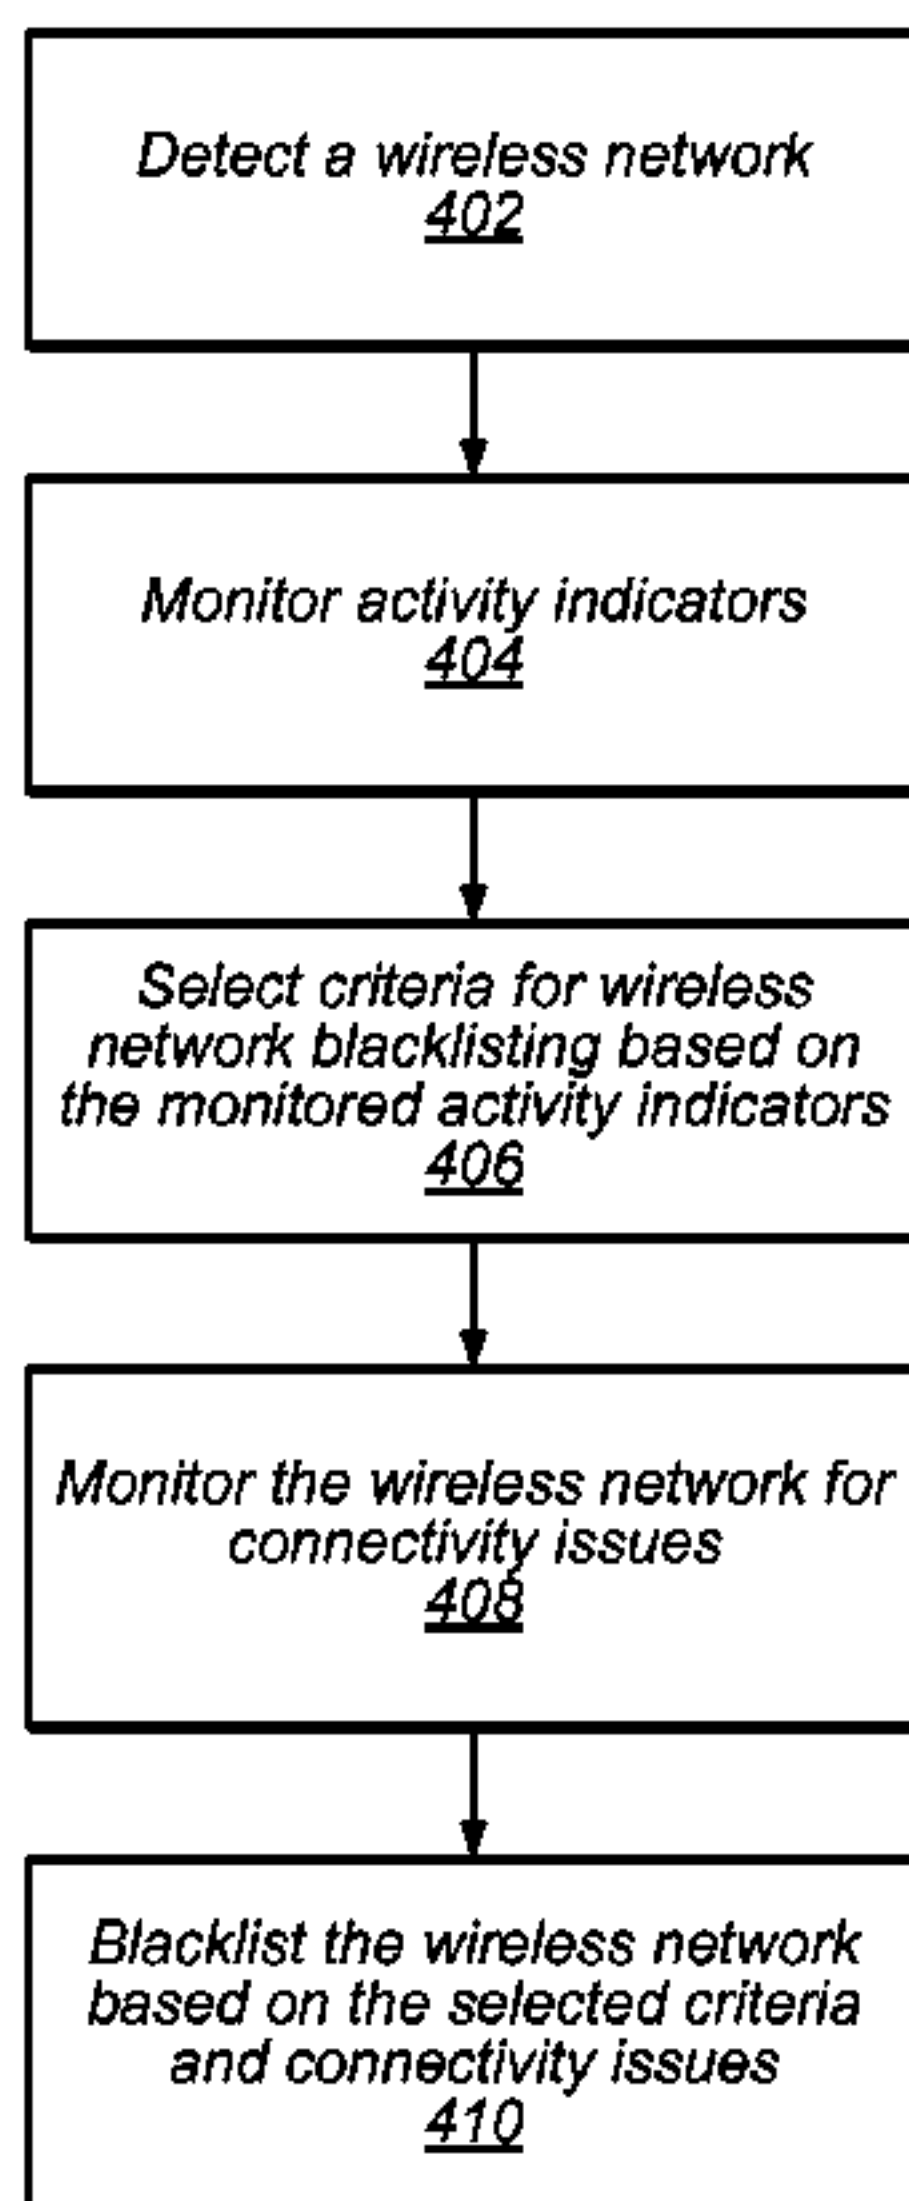 Detect a wireless network
402
Monitor activity indicators
404
Select criteria for wireless
network blacklisting based on
the monitored activity indicators
406
Monitor the wireless network for
connectivity issues
408
Blacklist the wireless network
based on the selected criteria
and connectivity issues
410